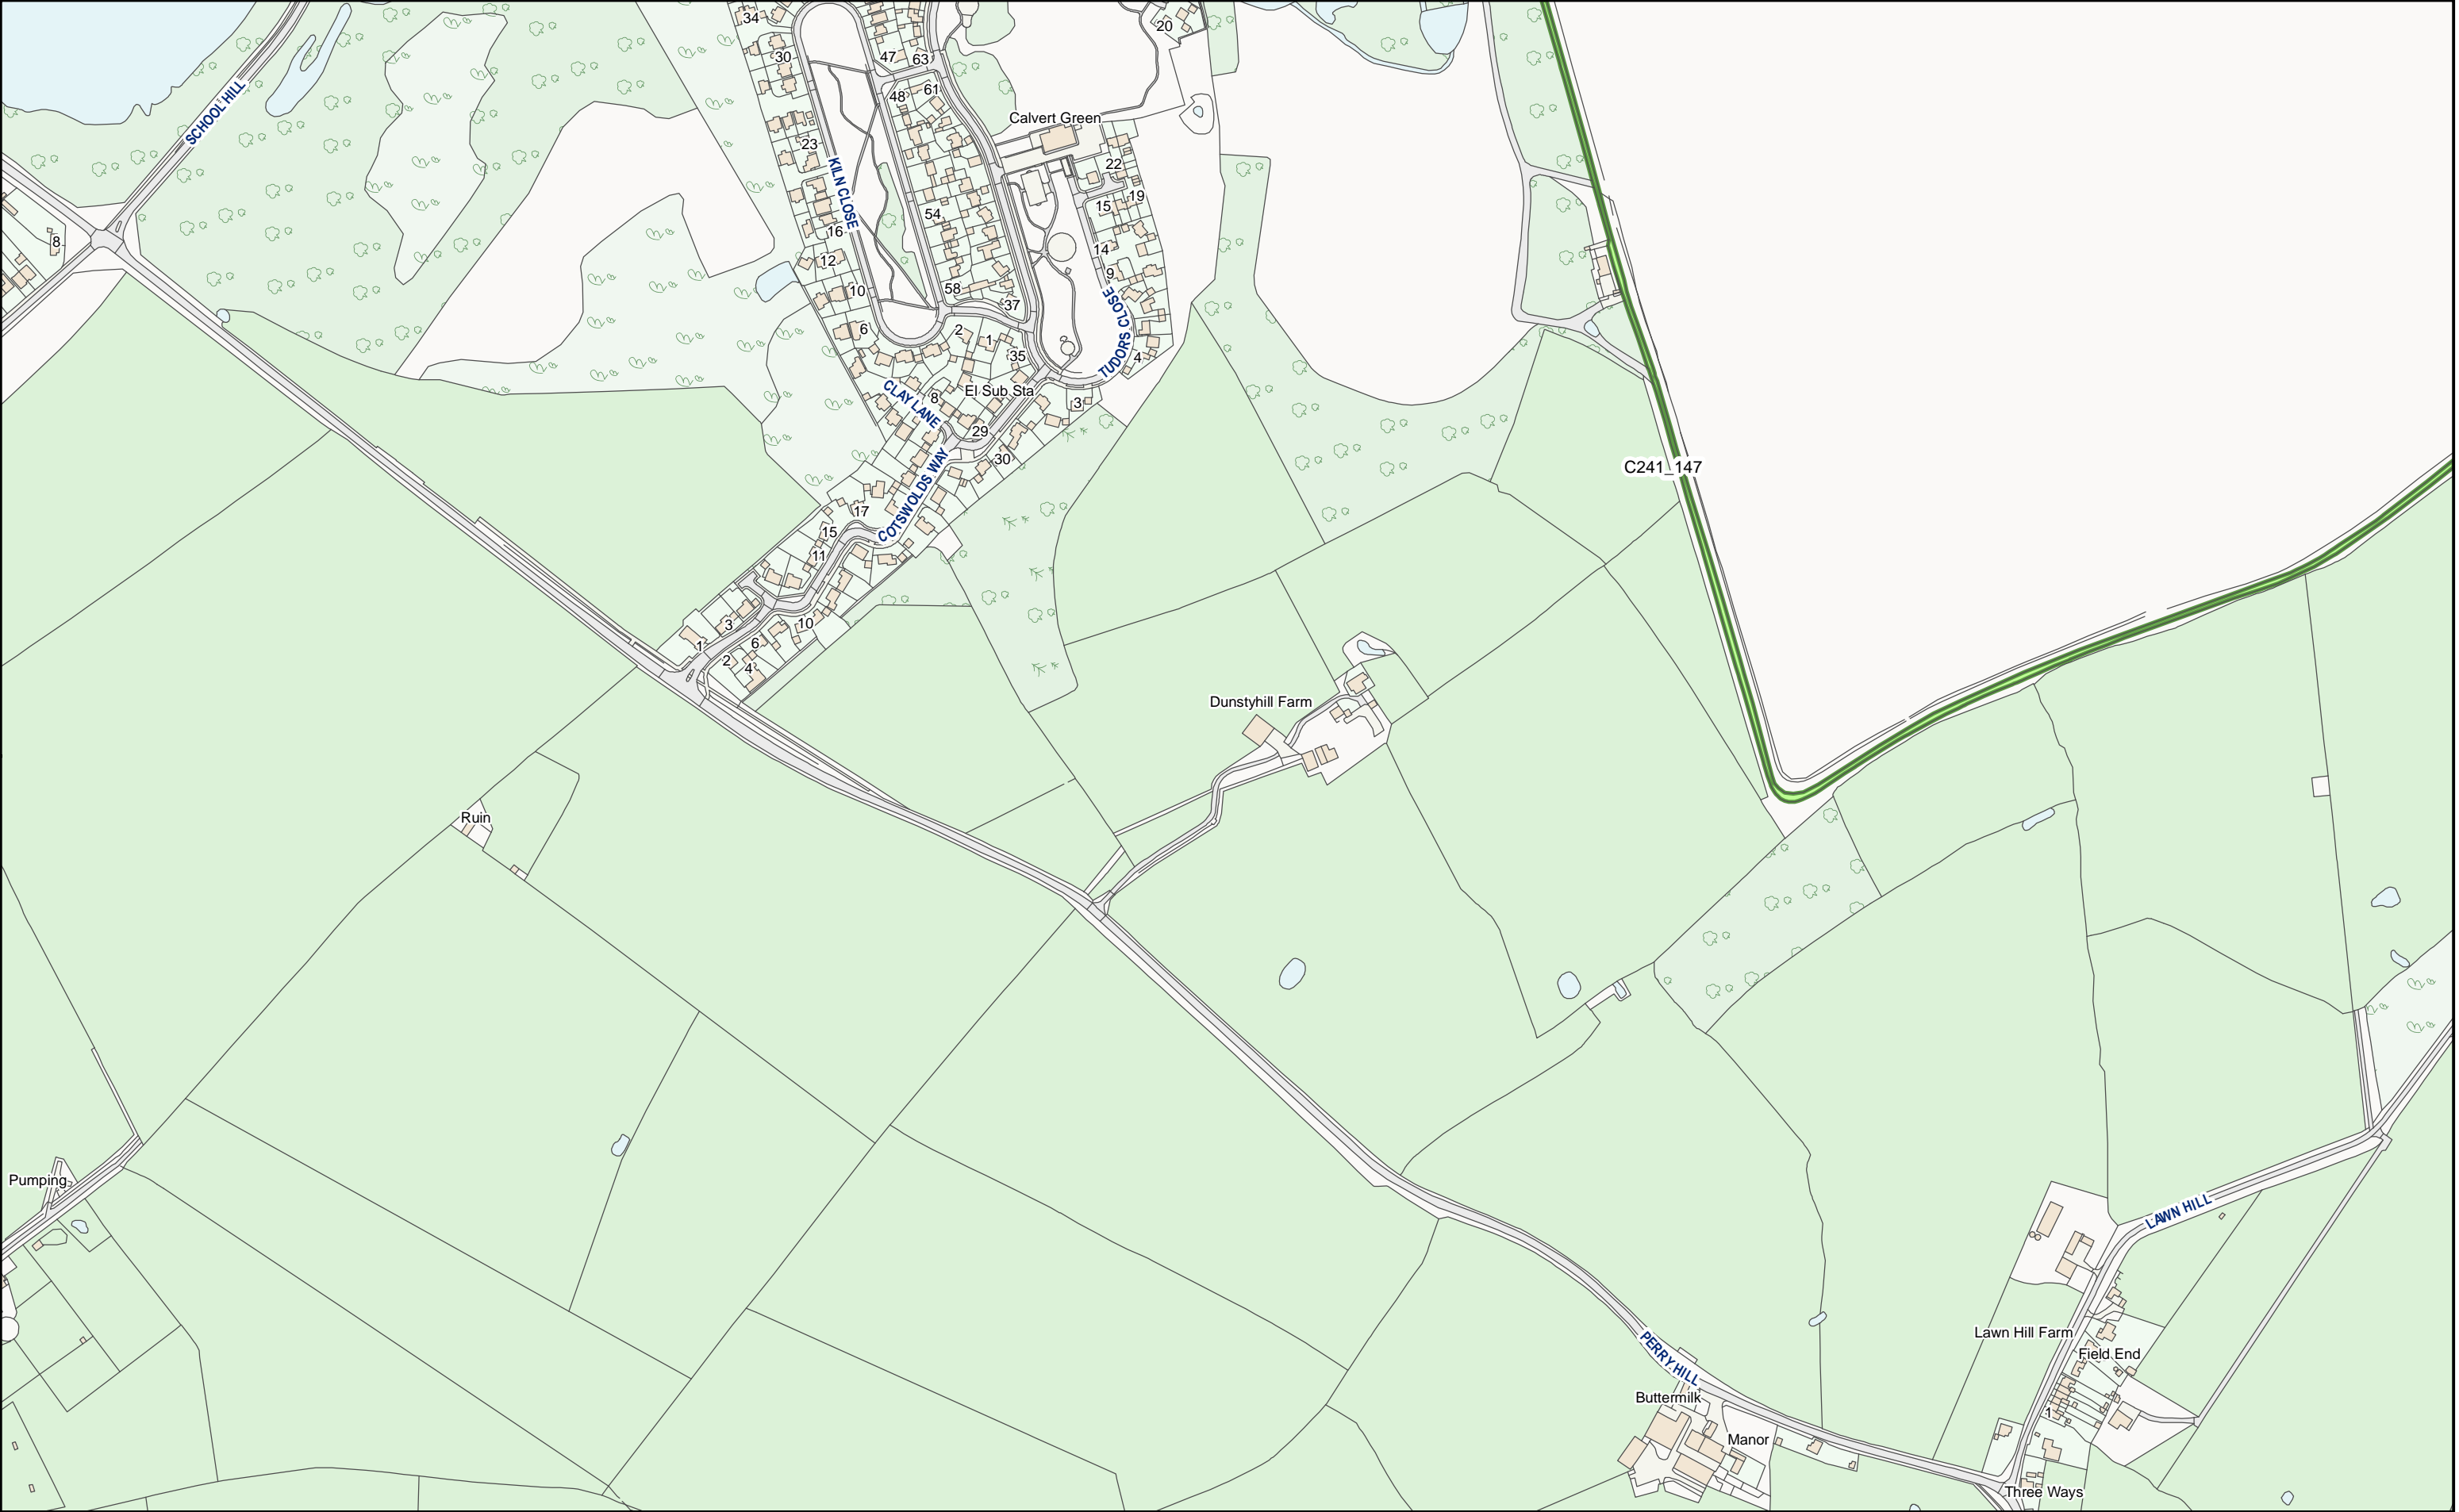 34
20
30
47
63
48
61
SCHOOL HILL
Calvert Green
23
22
KILN CLOSE
19
15
54
16
8
14
12
9
10
58
37
TUDORS CLOSE
6
2
1
35
4
CLAY LANE
El Sub Sta
8
3
29
30
C241_147
COTSWOLDS WAY
17
15
11
3
10
1
6
2
4
Dunstyhill Farm
Ruin
Pumping
LAWN HILL
Lawn Hill Farm
PERRY HILL
Field End
Buttermilk
1
Manor
Three Ways